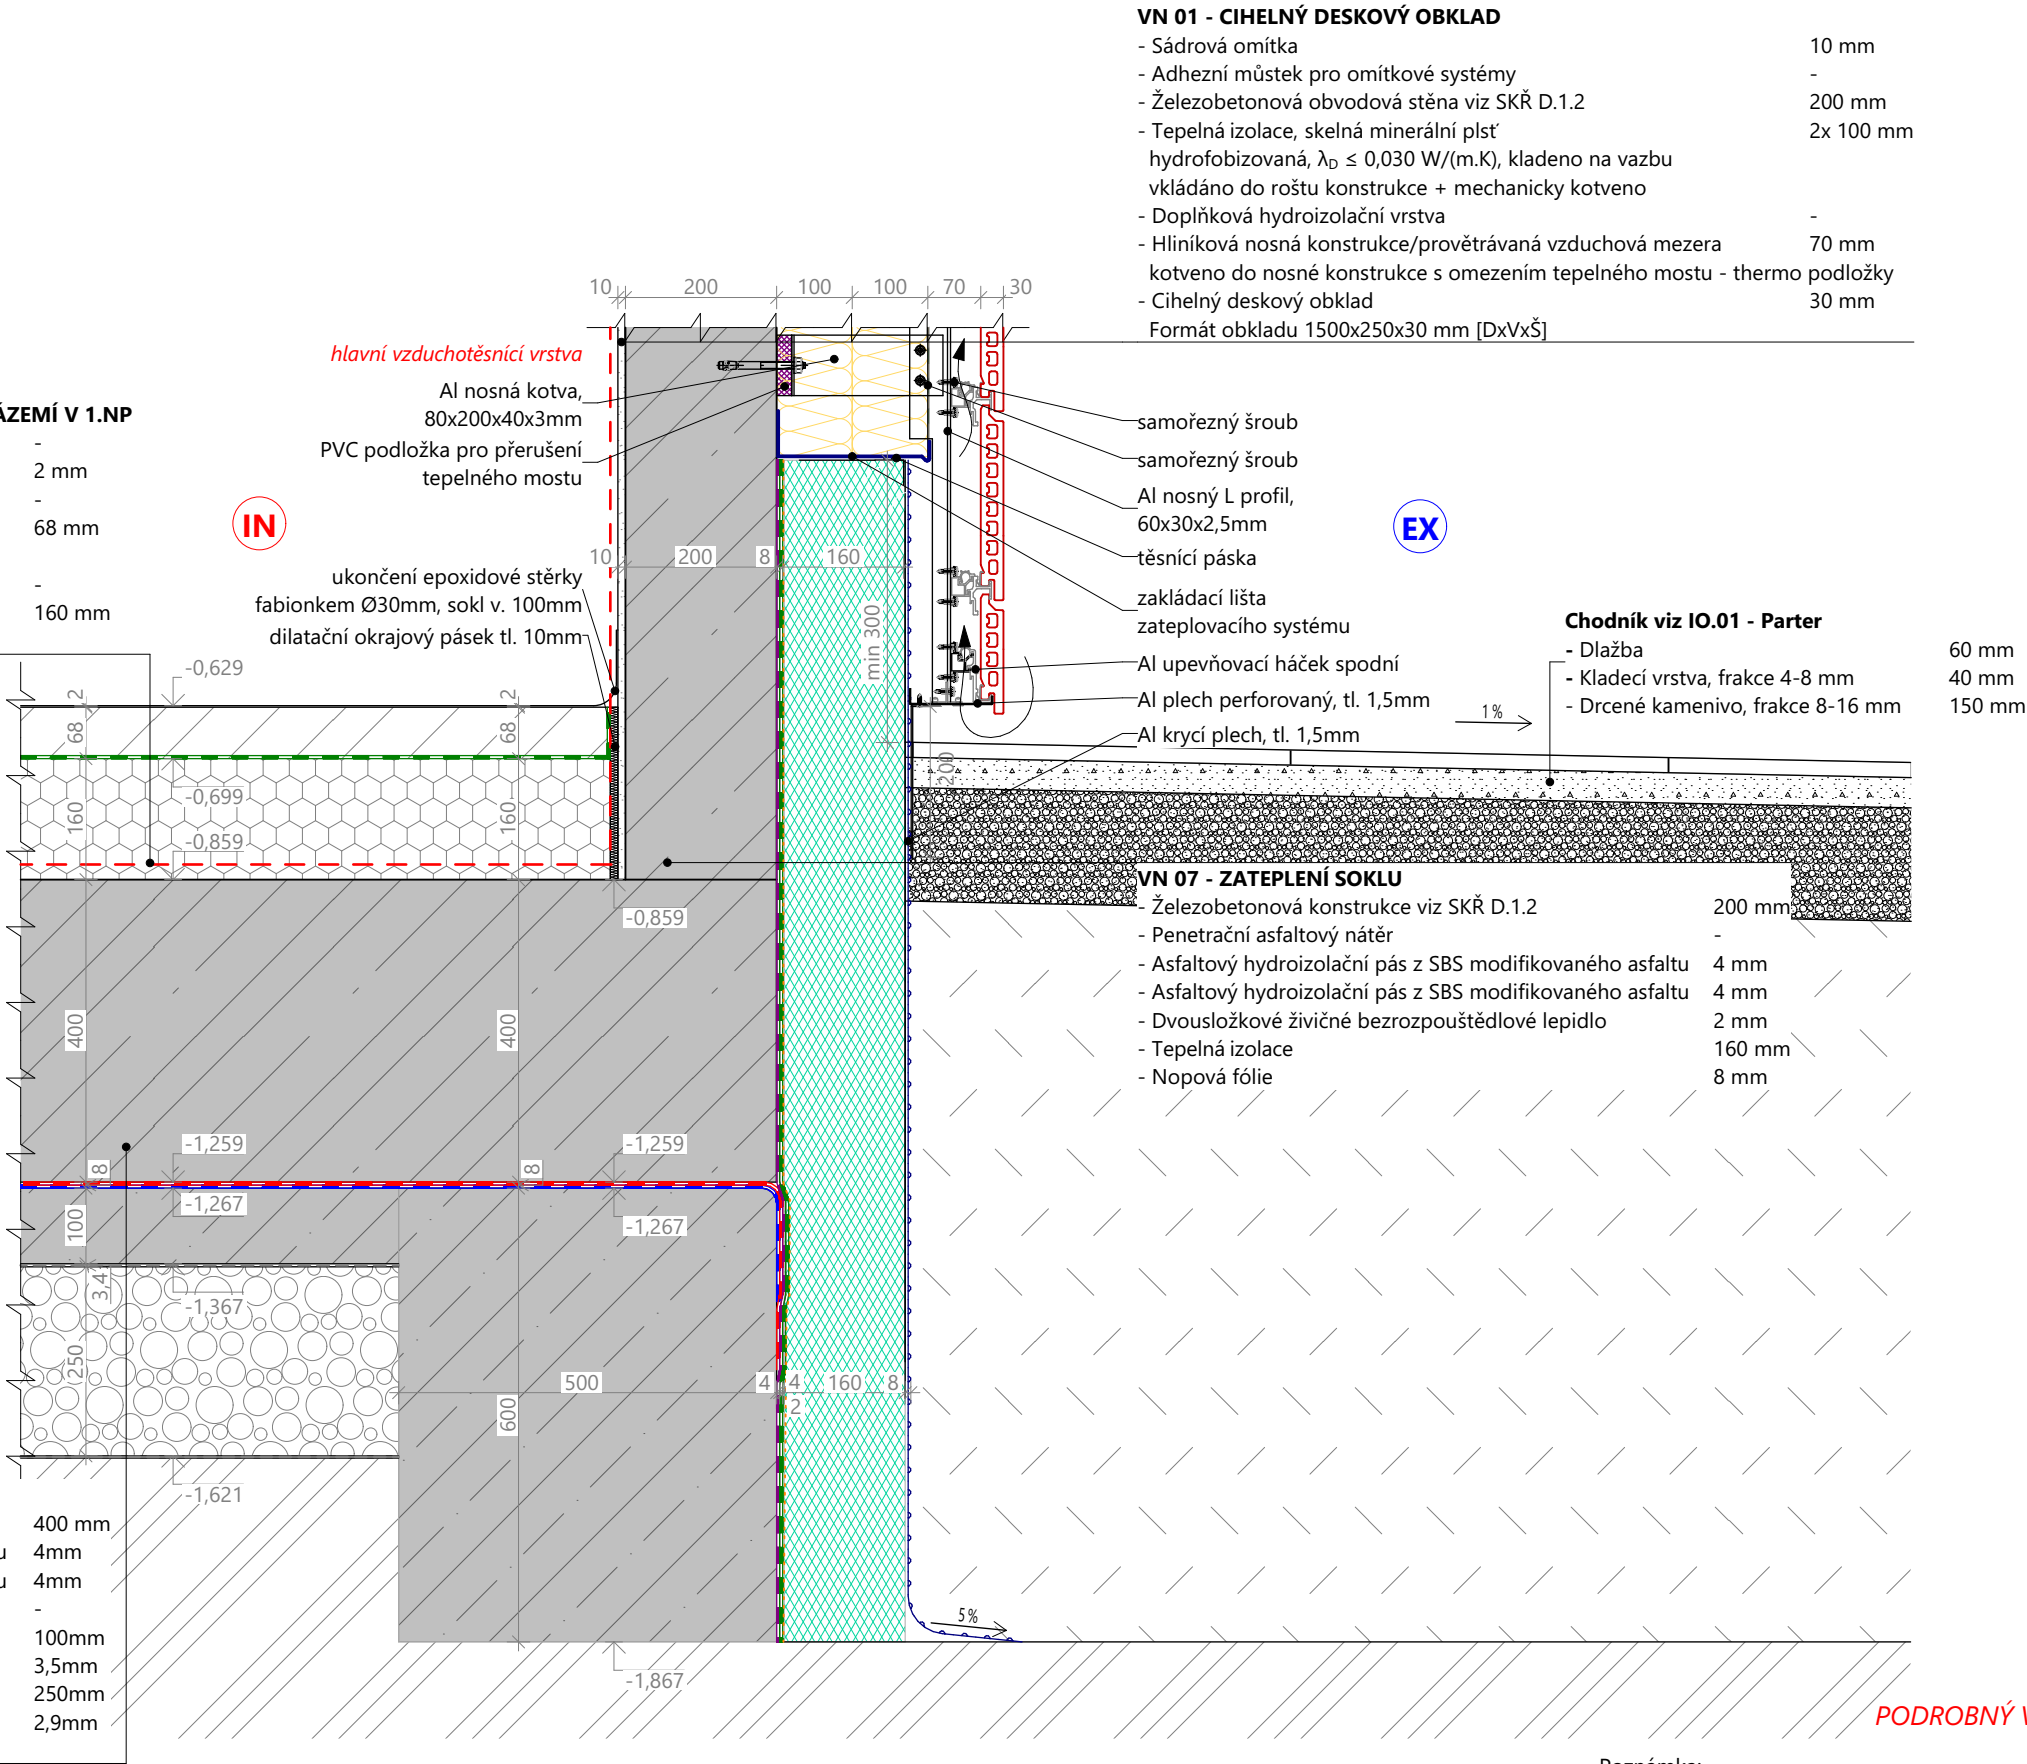 VN 01 - CIHELNÝ DESKOVÝ OBKLAD
- Sádrová omítka 10 mm
- Adhezní můstek pro omítkové systémy -
- Železobetonová obvodová stěna viz SKŘ D.1.2 200 mm
- Tepelná izolace, skelná minerální plsť 2x 100 mm
hydrofobizovaná, λD ≤ 0,030 W/(m.K), kladeno na vazbu
vkládáno do roštu konstrukce + mechanicky kotveno
- Doplňková hydroizolační vrstva -
- Hliníková nosná konstrukce/provětrávaná vzduchová mezera 70 mm
kotveno do nosné konstrukce s omezením tepelného mostu - thermo podložky
- Cihelný deskový obklad 30 mm
Formát obkladu 1500x250x30 mm [DxVxŠ]
10 200 100 100 70 30
hlavní vzduchotěsnící vrstva
Al nosná kotva,
80x200x40x3mm
PVC podložka pro přerušení
tepelného mostu
ÁZEMÍ V 1.NP
-
2 mm
-
68 mm
-
160 mm
IN
EX
samořezný šroub
samořezný šroub
Al nosný L profil,
60x30x2,5mm
těsnící páska
zakládací lišta
zateplovacího systému
Al upevňovací háček spodní
Al plech perforovaný, tl. 1,5mm
Al krycí plech, tl. 1,5mm
10 200 8 160
min 300
200
ukončení epoxidové stěrky
fabionkem Ø30mm, sokl v. 100mm
dilatační okrajový pásek tl. 10mm
Chodník viz IO.01 - Parter
- Dlažba 60 mm
- Kladecí vrstva, frakce 4-8 mm 40 mm
- Drcené kamenivo, frakce 8-16 mm 150 mm
1%
-0,629
2 2
68 68
-0,699
160 160
-0,859
-0,859
VN 07 - ZATEPLENÍ SOKLU
- Železobetonová konstrukce viz SKŘ D.1.2 200 mm
- Penetrační asfaltový nátěr -
- Asfaltový hydroizolační pás z SBS modifikovaného asfaltu 4 mm
- Asfaltový hydroizolační pás z SBS modifikovaného asfaltu 4 mm
- Dvousložkové živičné bezrozpouštědlové lepidlo 2 mm
- Tepelná izolace 160 mm
- Nopová fólie 8 mm
400 400
-1,259 -1,259
8 8
-1,267 -1,267
100
3,4
-1,367
250
500 4 4 160 8
2
600
-1,621
400 mm
u 4mm
u 4mm
-
100mm
3,5mm
250mm
2,9mm
5%
-1,867
PODROBNÝ V